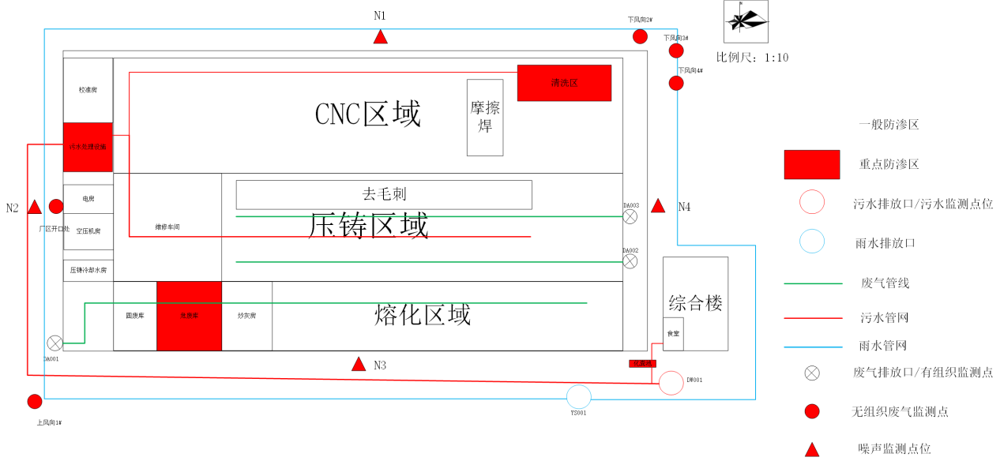 N1
下风向2#
N
下风向3#
比例尺: 1:10
下风向4#
清洗区
校准房
CNC区域
摩擦
焊
一般防渗区
污水处理设施
重点防渗区
去毛刺
电房
N2
N4
DA003
污水排放口/污水监测点位
厂区开口处
空压机房
维修车间
压铸区域
雨水排放口
DA002
压铸冷却水房
废气管线
综合楼
固废库
危废库
炒灰房
熔化区域
污水管网
食堂
雨水管网
DA001
N3
化粪池
废气排放口/有组织监测点
DW001
YS001
无组织废气监测点
上风向1#
噪声监测点位